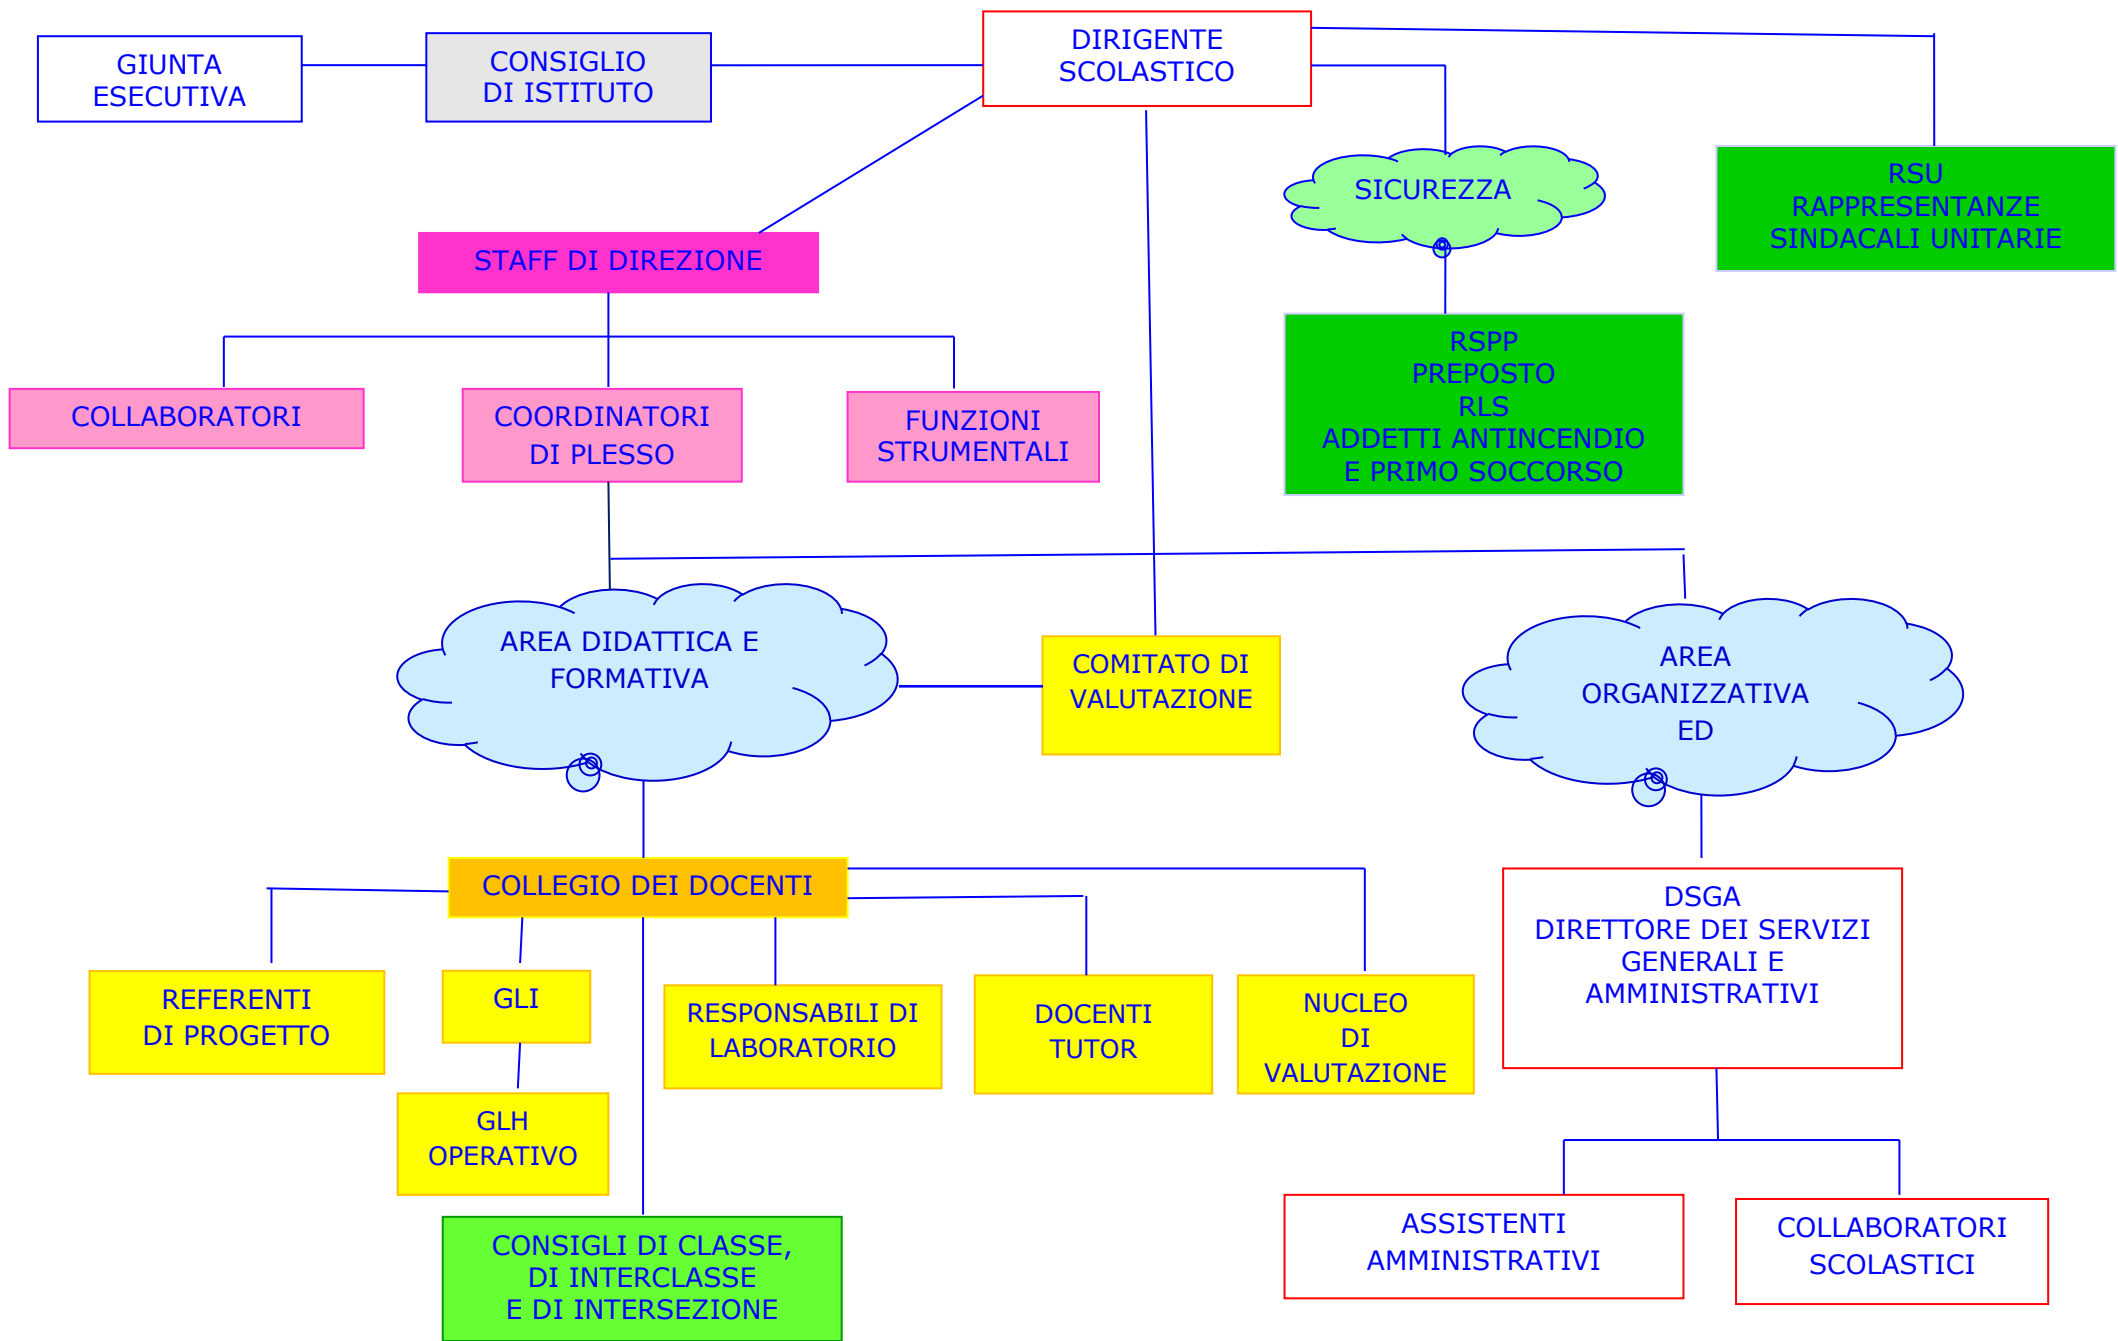 GIUNTA
ESECUTIVA
CONSIGLIO
DI ISTITUTO
DIRIGENTE
SCOLASTICO
SICUREZZA
RSU
RAPPRESENTANZE
SINDACALI UNITARIE
STAFF DI DIREZIONE
RSPP
PREPOSTO
RLS
ADDETTI ANTINCENDIO
E PRIMO SOCCORSO
COLLABORATORI
COORDINATORI
DI PLESSO
FUNZIONI
STRUMENTALI
AREA DIDATTICA E
FORMATIVA
COMITATO DI
VALUTAZIONE
AREA
ORGANIZZATIVA
ED
COLLEGIO DEI DOCENTI
DSGA
DIRETTORE DEI SERVIZI
GENERALI E
AMMINISTRATIVI
REFERENTI
DI PROGETTO
GLI
RESPONSABILI DI
LABORATORIO
DOCENTI
TUTOR
NUCLEO
DI
VALUTAZIONE
GLH
OPERATIVO
CONSIGLI DI CLASSE,
DI INTERCLASSE
E DI INTERSEZIONE
ASSISTENTI
AMMINISTRATIVI
COLLABORATORI
SCOLASTICI